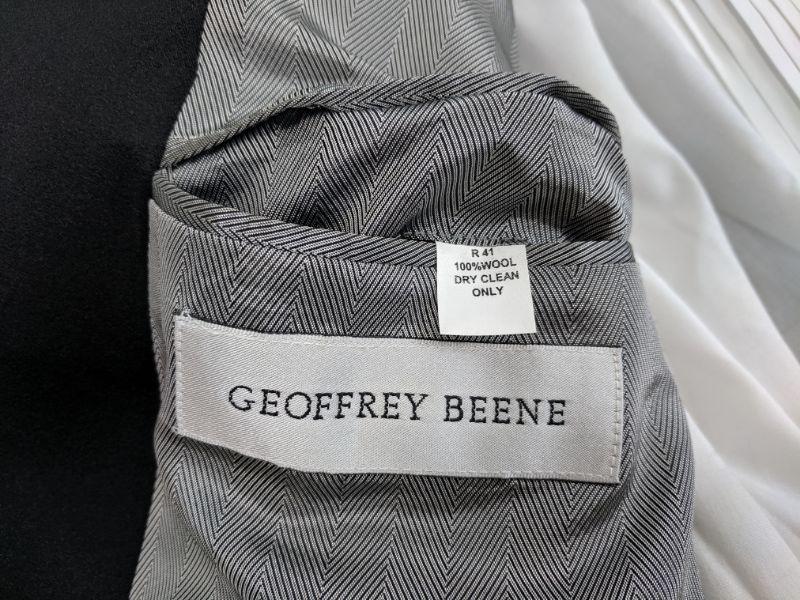 R 41
100%WOOL
DRY CLEAN
ONLY
GEOFFREY BEENE